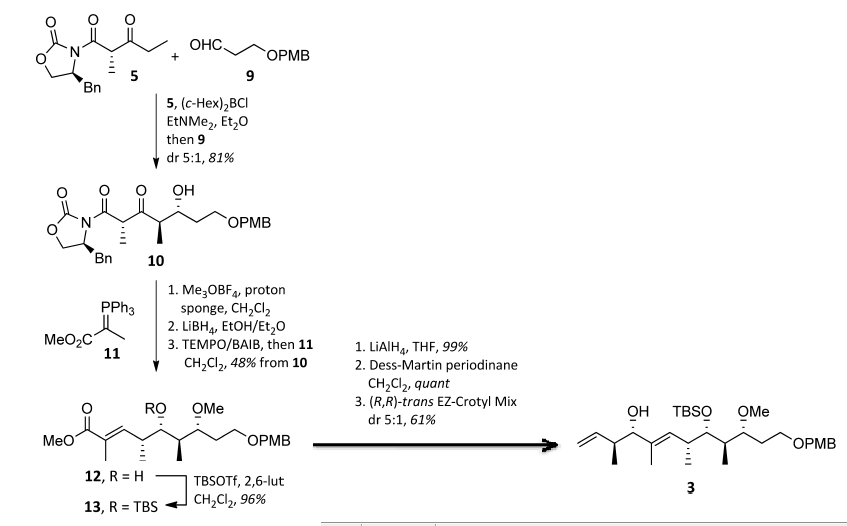 O
O O
N
O
Bn
5
+
OHC
OPMB
9
5, (c-Hex)₂BCl
EtNMe₂, Et₂O
then 9
dr 5:1, 81%
O
O O OH
N
O
OPMB
Bn
10
PPh₃
MeO₂C
11
1. Me₃OBF₄, proton
sponge, CH₂Cl₂
2. LiBH₄, EtOH/Et₂O
3. TEMPO/BAIB, then 11
CH₂Cl₂, 48% from 10
1. LiAlH₄, THF, 99%
2. Dess-Martin periodinane
CH₂Cl₂, quant
3. (R,R)-trans EZ-Crotyl Mix
dr 5:1, 61%
O RO OMe
MeO OPMB
12, R = H
TBSOTf, 2,6-lut
CH₂Cl₂, 96%
13, R = TBS
OH TBSO OMe
OPMB
3